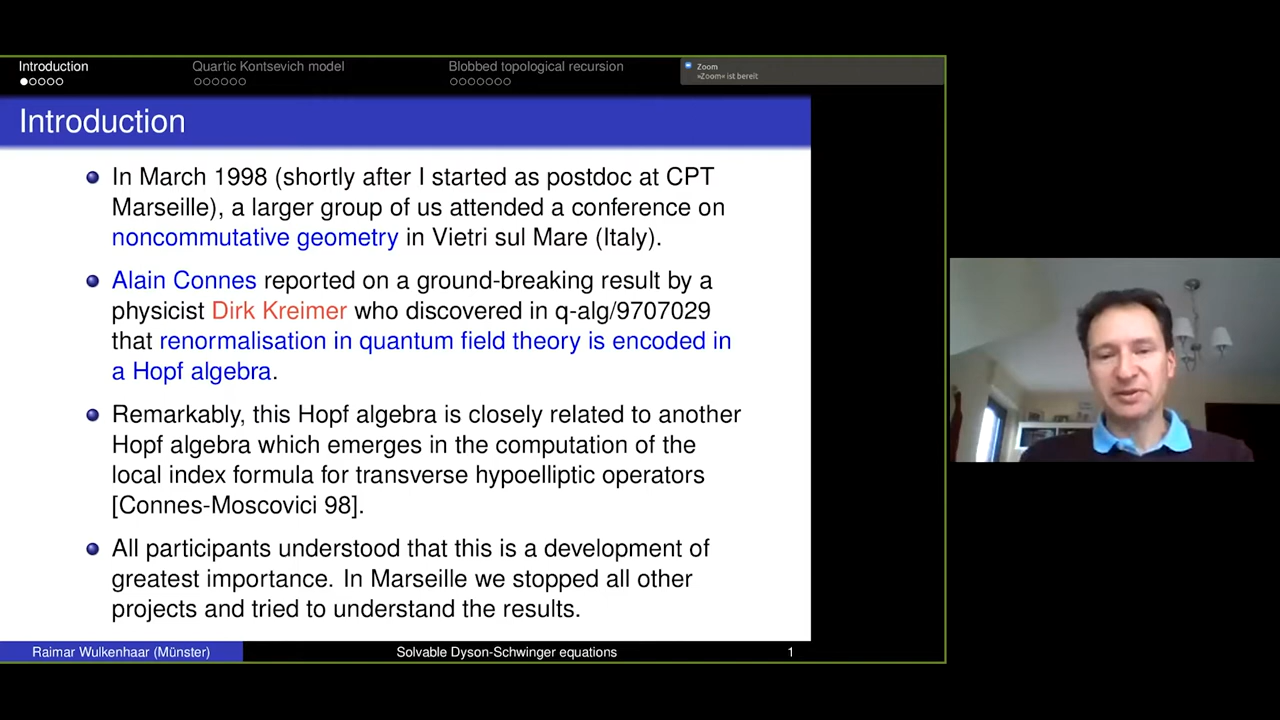 Introduction
Quartic Kontsevich model
Blobbed topological recursion
Zoom
»Zoom« ist bereit
Introduction
In March 1998 (shortly after I started as postdoc at CPT
Marseille), a larger group of us attended a conference on
noncommutative geometry in Vietri sul Mare (Italy).
Alain Connes reported on a ground-breaking result by a
physicist Dirk Kreimer who discovered in q-alg/9707029
that renormalisation in quantum field theory is encoded in
a Hopf algebra.
Remarkably, this Hopf algebra is closely related to another
Hopf algebra which emerges in the computation of the
local index formula for transverse hypoelliptic operators
[Connes-Moscovici 98].
All participants understood that this is a development of
greatest importance. In Marseille we stopped all other
projects and tried to understand the results.
Raimar Wulkenhaar (Münster)
Solvable Dyson-Schwinger equations
1